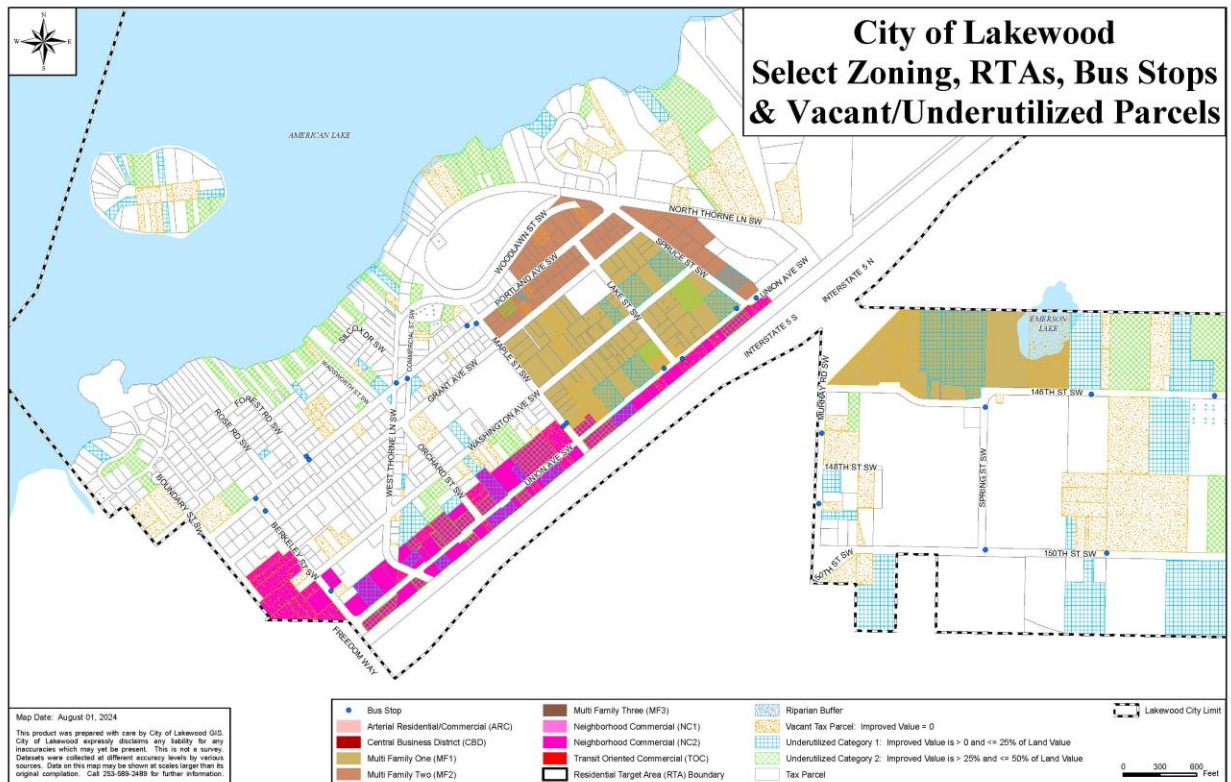 N
W
E
S
City of Lakewood
Select Zoning, RTAs, Bus Stops
& Vacant/Underutilized Parcels
AMERICAN LAKE
NORTH THORNE LN SW
WOODLAWN ST SW
PORTLAND AVE SW
SPRUCE ST SW
UNION AVE SW
INTERSTATE 5 N
LAKE ST SW
INTERSTATE 5 S
EMERSON
LAKE
SILCOX DR SW
COMMERCIAL ST SW
MAPLE ST SW
WADSWORTH ST SW
GRANT AVE SW
MURRAY RD SW
146TH ST SW
FOREST RD SW
ROSE RD SW
WASHINGTON AVE SW
WEST THORNE LN SW
ORCHARD ST SW
UNION AVE SW
148TH ST SW
SPRING ST SW
BOUNDARY ST SW
BERKELEY ST SW
150TH ST SW
150TH ST SW
FREEDOM WAY
Map Date: August 01, 2024
This product was prepared with care by City of Lakewood GIS.
City of Lakewood expressly disclaims any liability for any
inaccuracies which may yet be present. This is not a survey.
Datasets were collected at different accuracy levels by various
sources. Data on this map may be shown at scales larger than its
original compilation. Call 253-589-2489 for further information.
Bus Stop
Arterial Residential/Commercial (ARC)
Central Business District (CBD)
Multi Family One (MF1)
Multi Family Two (MF2)
Multi Family Three (MF3)
Neighborhood Commercial (NC1)
Neighborhood Commercial (NC2)
Transit Oriented Commercial (TOC)
Residential Target Area (RTA) Boundary
Riparian Buffer
Vacant Tax Parcel: Improved Value = 0
Underutilized Category 1: Improved Value is > 0 and <= 25% of Land Value
Underutilized Category 2: Improved Value is > 25% and <= 50% of Land Value
Tax Parcel
Lakewood City Limit
0 300 600
Feet